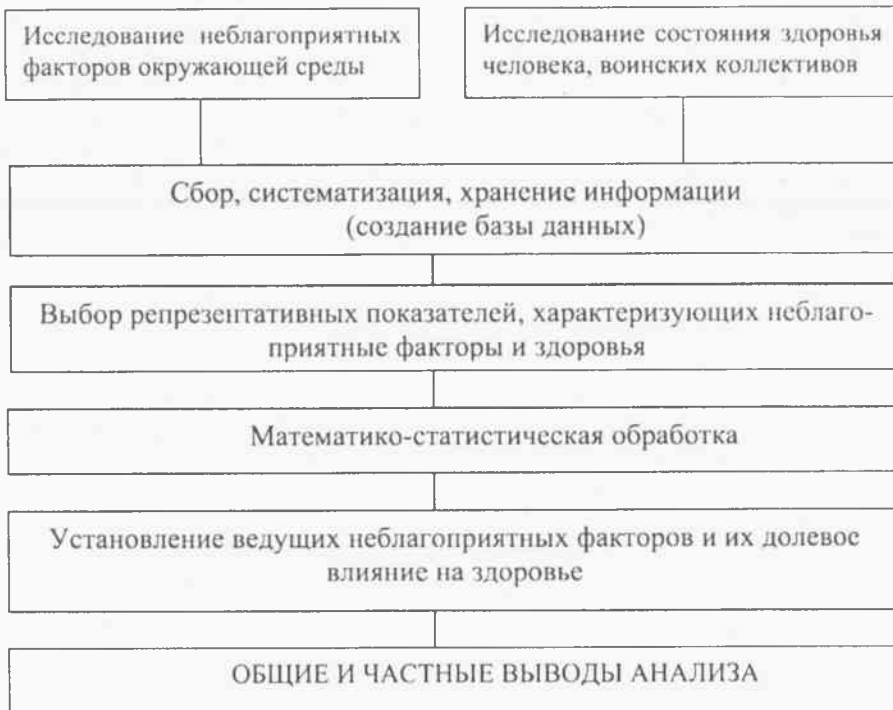 Исследование неблагоприятных
факторов окружающей среды
Исследование состояния здоровья
человека, воинских коллективов
Сбор, систематизация, хранение информации
(создание базы данных)
Выбор репрезентативных показателей, характеризующих неблаго-
приятные факторы и здоровья
Математико-статистическая обработка
Установление ведущих неблагоприятных факторов и их долевое
влияние на здоровье
ОБЩИЕ И ЧАСТНЫЕ ВЫВОДЫ АНАЛИЗА